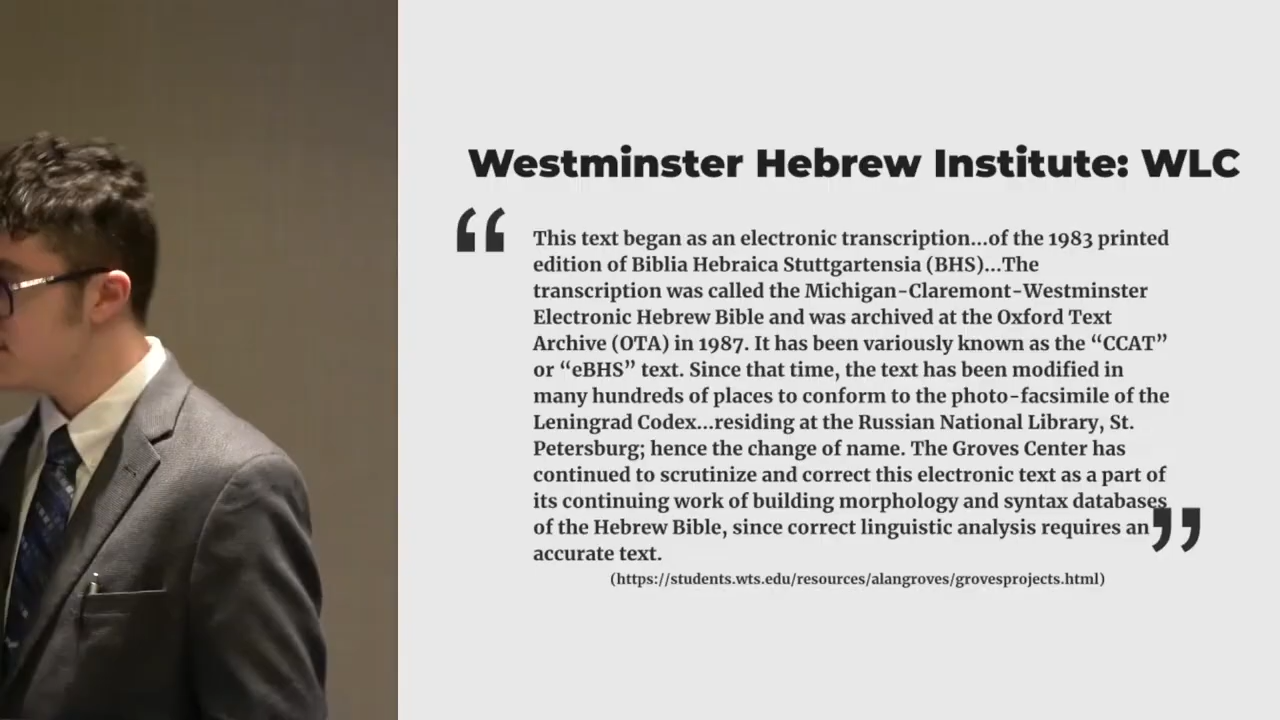 Westminster Hebrew Institute: WLC
“
This text began as an electronic transcription...of the 1983 printed
edition of Biblia Hebraica Stuttgartensia (BHS)...The
transcription was called the Michigan-Claremont-Westminster
Electronic Hebrew Bible and was archived at the Oxford Text
Archive (OTA) in 1987. It has been variously known as the “CCAT”
or “eBHS” text. Since that time, the text has been modified in
many hundreds of places to conform to the photo-facsimile of the
Leningrad Codex...residing at the Russian National Library, St.
Petersburg; hence the change of name. The Groves Center has
continued to scrutinize and correct this electronic text as a part of
its continuing work of building morphology and syntax databases
of the Hebrew Bible, since correct linguistic analysis requires an
accurate text.
”
(https://students.wts.edu/resources/alangroves/grovesprojects.html)